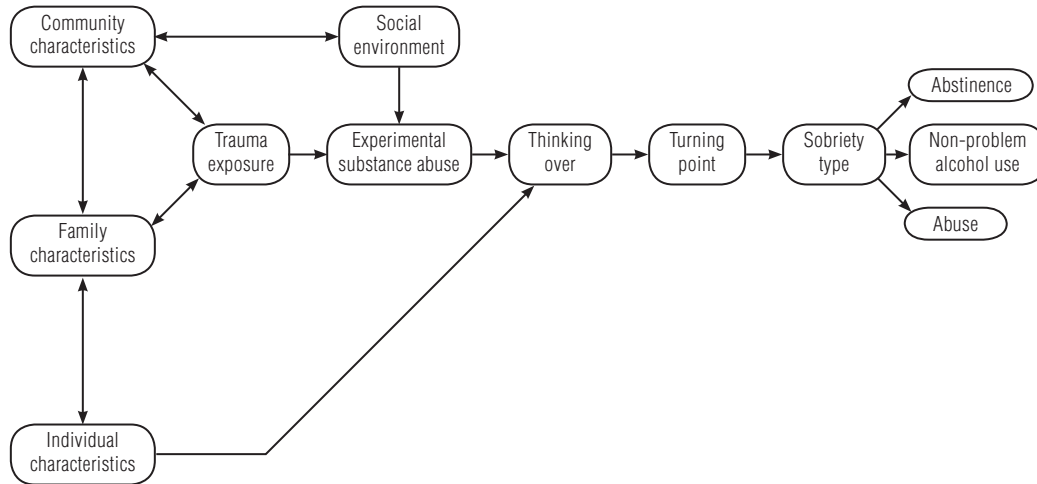 Community
characteristics
Social
environment
Abstinence
Trauma
exposure
Experimental
substance abuse
Thinking
over
Turning
point
Sobriety
type
Non-problem
alcohol use
Abuse
Family
characteristics
Individual
characteristics